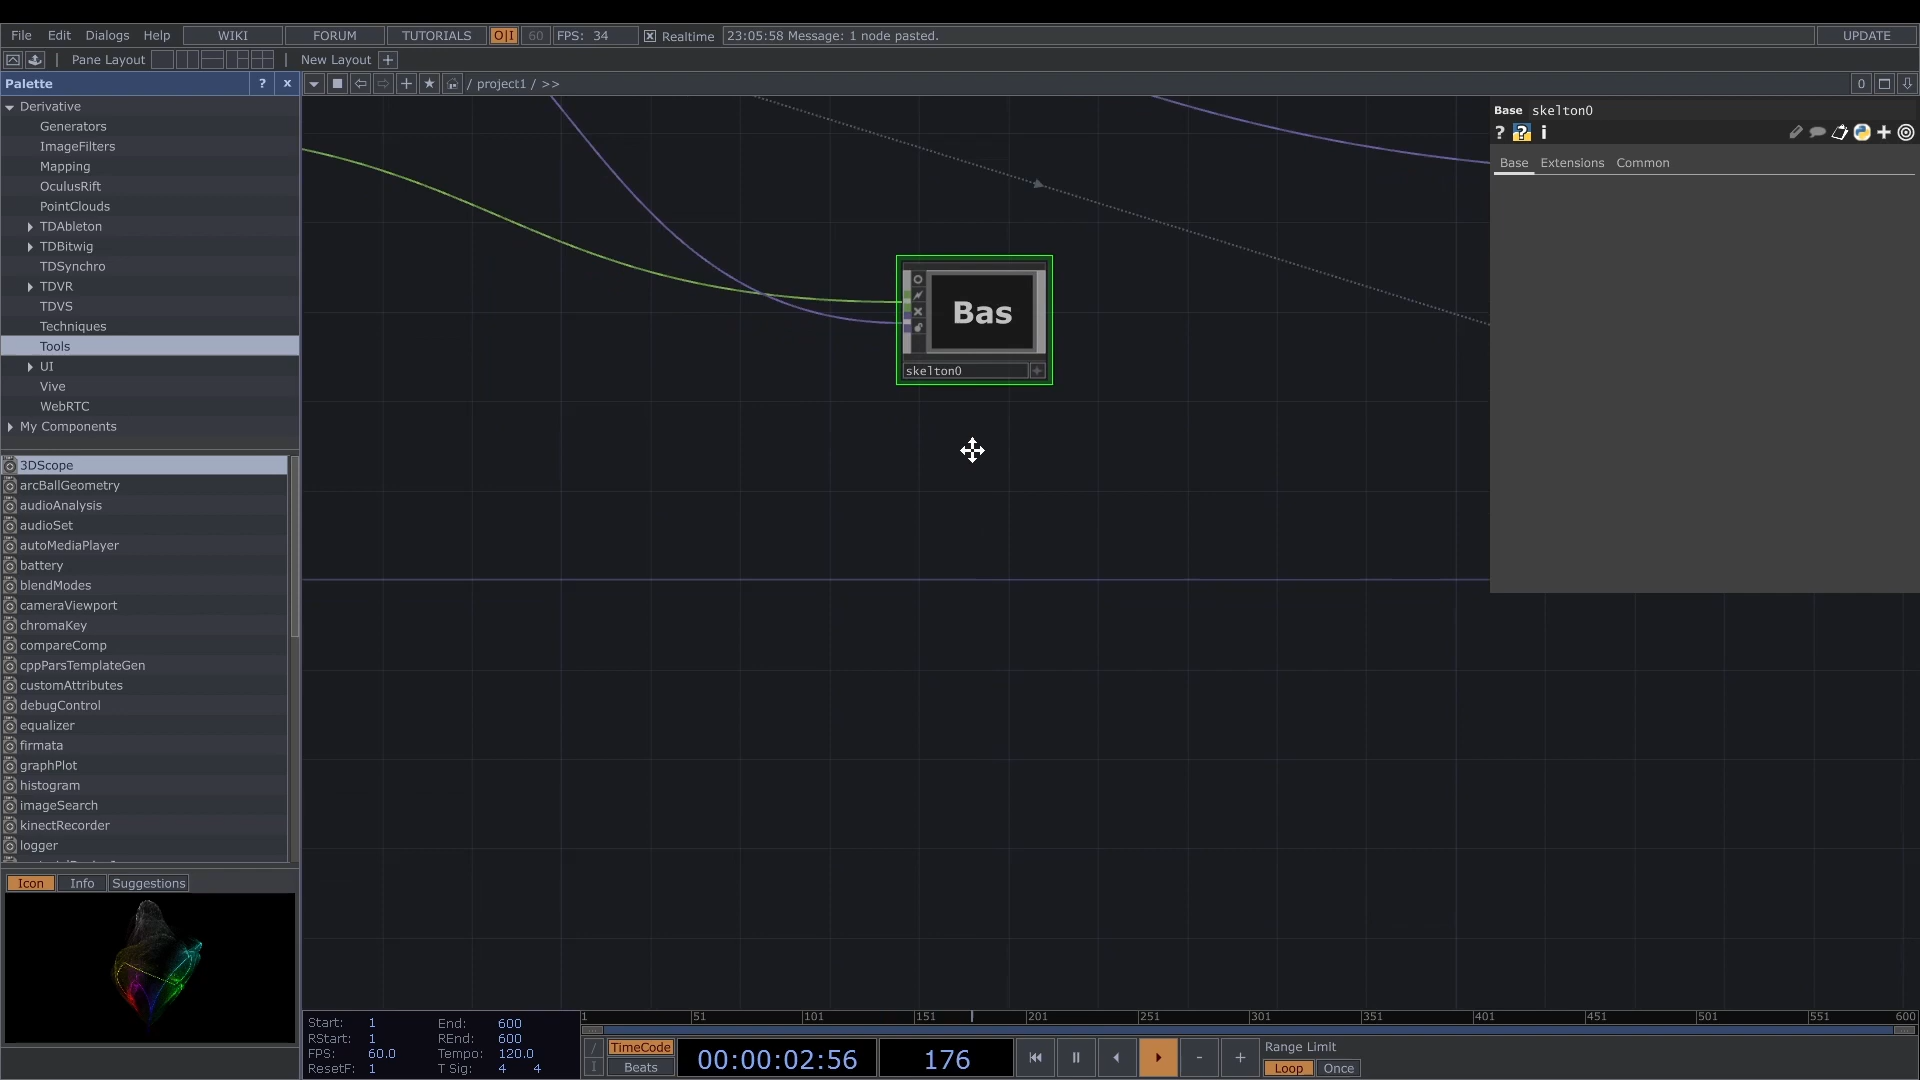 File Edit Dialogs Help WIKI FORUM TUTORIALS O|I 60 FPS: 34 Realtime 23:05:58 Message: 1 node pasted. UPDATE
Pane Layout New Layout +
Palette ? x / project1 / >> 0
Derivative
Generators
ImageFilters
Mapping
OculusRift
PointClouds
TDAbleton
TDBitwig
TDSynchro
TDVR
TDVS
Techniques
Tools
UI
Vive
WebRTC
My Components
3DScope
arcBallGeometry
audioAnalysis
audioSet
autoMediaPlayer
battery
blendModes
cameraViewport
chromaKey
compareComp
cppParsTemplateGen
customAttributes
debugControl
equalizer
firmata
graphPlot
histogram
imageSearch
kinectRecorder
logger
Icon Info Suggestions
Bas
skelton0
Base skelton0
? ? i
Base Extensions Common
1 51 101 151 201 251 301 351 401 451 501 551 600
Start: 1 End: 600
RStart: 1 REnd: 600
FPS: 60.0 Tempo: 120.0
ResetF: 1 T Sig: 4 4
/ I
TimeCode
Beats
00:00:02:56 176
- +
Range Limit
Loop Once